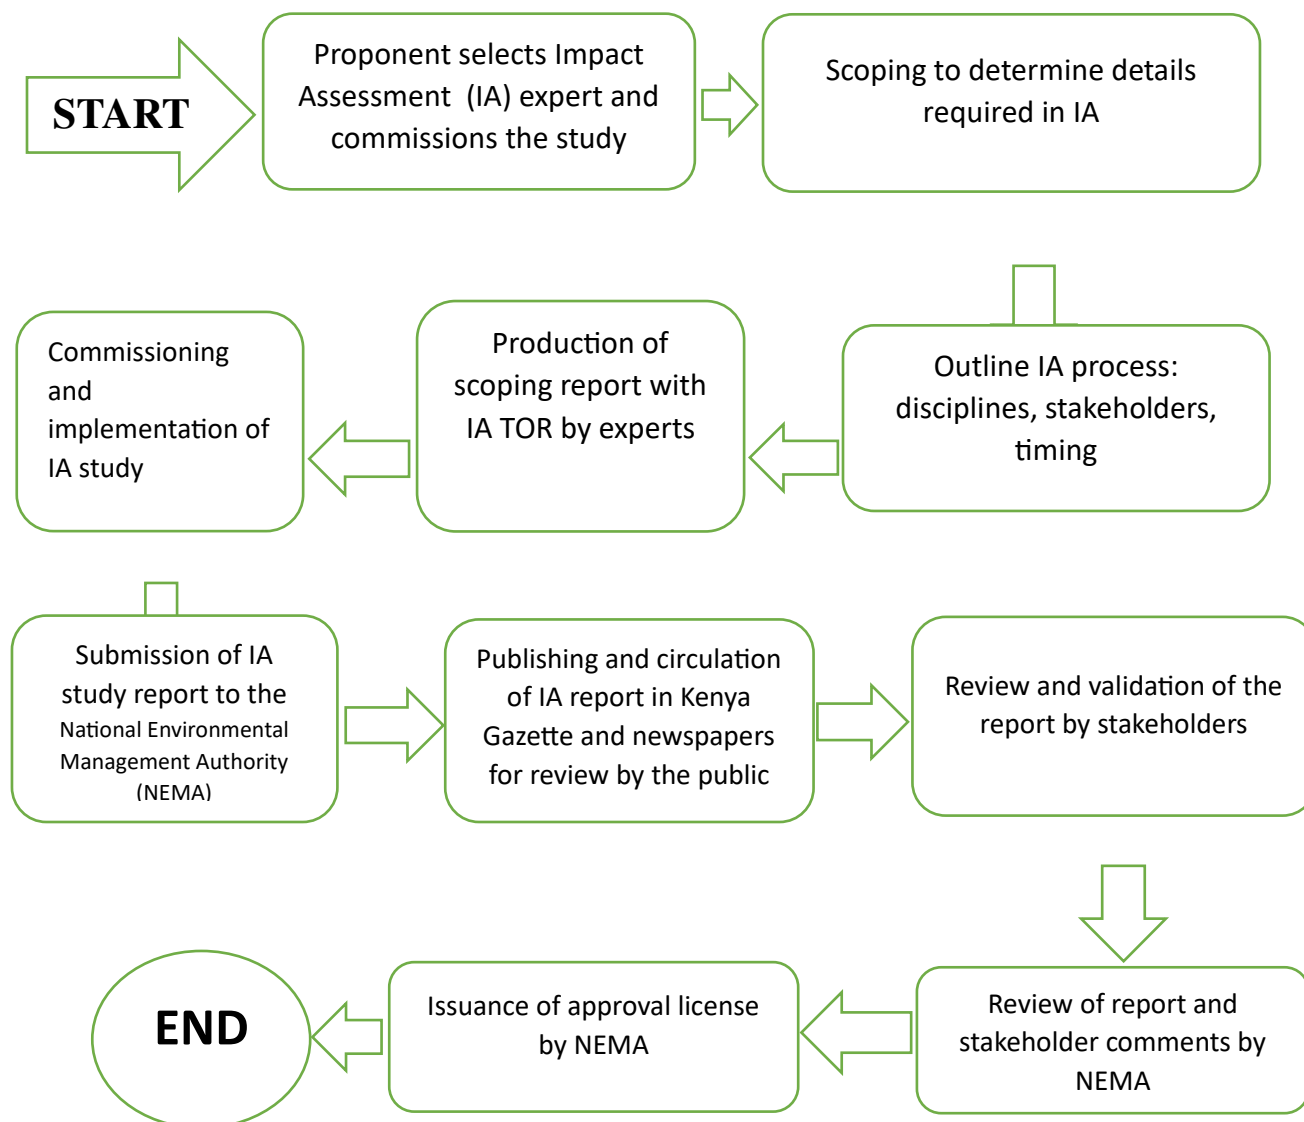 START
Proponent selects Impact
Assessment (IA) expert and
commissions the study
Scoping to determine details
required in IA
Outline IA process:
disciplines, stakeholders,
timing
Production of
scoping report with
IA TOR by experts
Commissioning
and
implementation of
IA study
Submission of IA
study report to the
National Environmental
Management Authority
(NEMA)
Publishing and circulation
of IA report in Kenya
Gazette and newspapers
for review by the public
Review and validation of the
report by stakeholders
Review of report and
stakeholder comments by
NEMA
Issuance of approval license
by NEMA
END